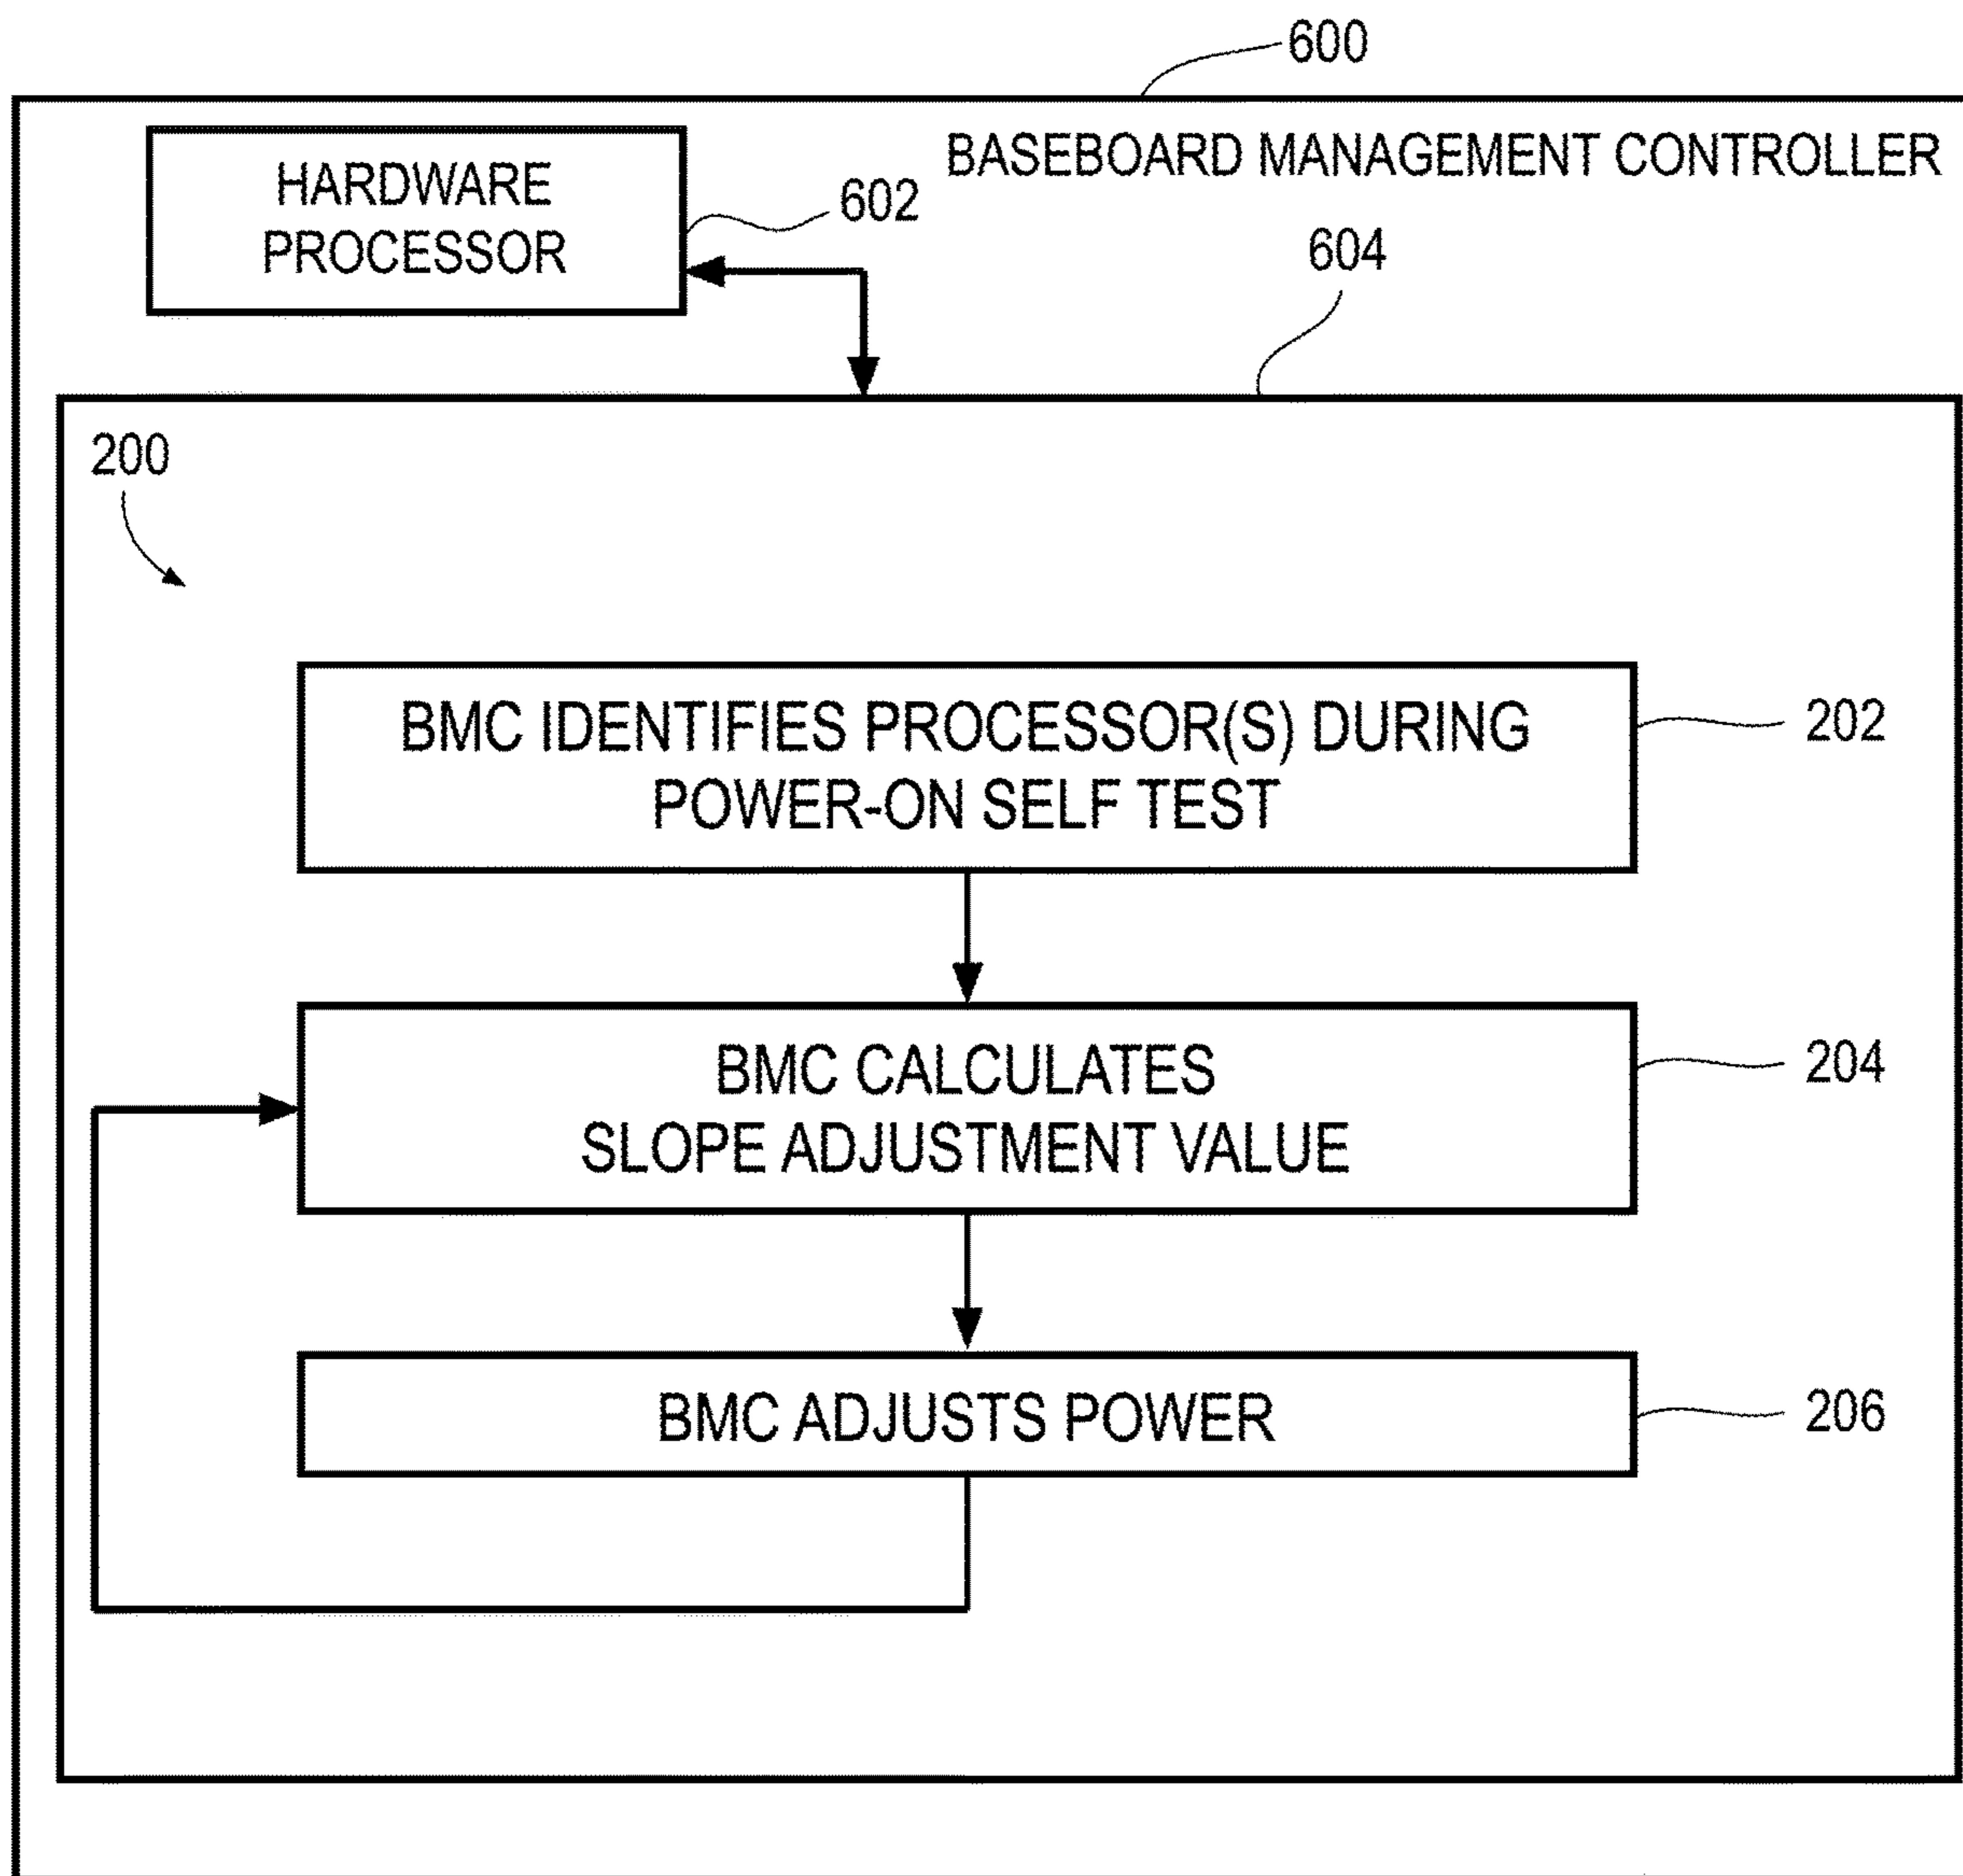 600
BASEBOARD MANAGEMENT CONTROLLER
HARDWARE
PROCESSOR
602
604
200
BMC IDENTIFIES PROCESSOR(S) DURING
POWER-ON SELF TEST
202
BMC CALCULATES
SLOPE ADJUSTMENT VALUE
204
BMC ADJUSTS POWER
206